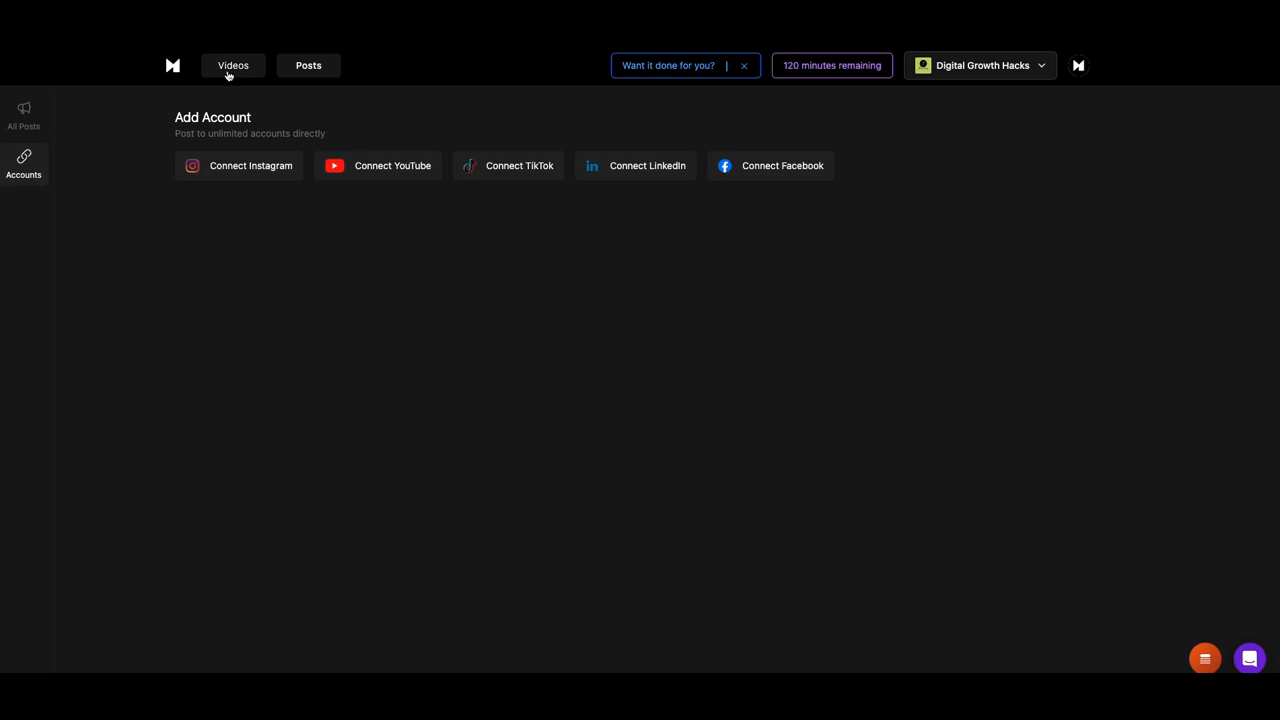 Videos
Posts
Want it done for you?
120 minutes remaining
Digital Growth Hacks
All Posts
Accounts
Add Account
Post to unlimited accounts directly
Connect Instagram
Connect YouTube
Connect TikTok
Connect LinkedIn
Connect Facebook